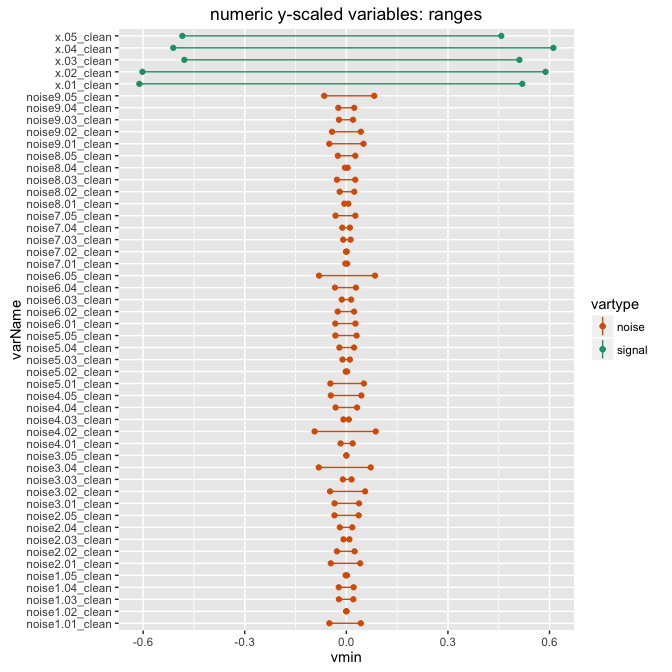 numeric y-scaled variables: ranges
varName
x.05_clean
x.04_clean
x.03_clean
x.02_clean
x.01_clean
noise9.05_clean
noise9.04_clean
noise9.03_clean
noise9.02_clean
noise9.01_clean
noise8.05_clean
noise8.04_clean
noise8.03_clean
noise8.02_clean
noise8.01_clean
noise7.05_clean
noise7.04_clean
noise7.03_clean
noise7.02_clean
noise7.01_clean
noise6.05_clean
noise6.04_clean
noise6.03_clean
noise6.02_clean
noise6.01_clean
noise5.05_clean
noise5.04_clean
noise5.03_clean
noise5.02_clean
noise5.01_clean
noise4.05_clean
noise4.04_clean
noise4.03_clean
noise4.02_clean
noise4.01_clean
noise3.05_clean
noise3.04_clean
noise3.03_clean
noise3.02_clean
noise3.01_clean
noise2.05_clean
noise2.04_clean
noise2.03_clean
noise2.02_clean
noise2.01_clean
noise1.05_clean
noise1.04_clean
noise1.03_clean
noise1.02_clean
noise1.01_clean
-0.6 -0.3 0.0 0.3 0.6
vmin
vartype
noise
signal